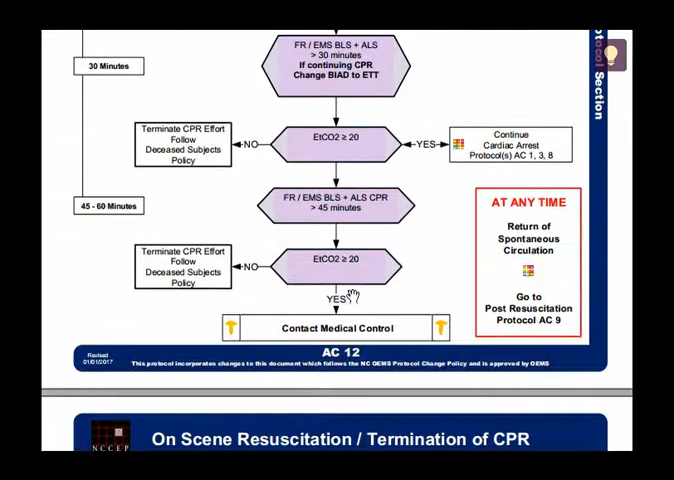 FR / EMS BLS + ALS
> 30 minutes
If continuing CPR
Change BIAD to ETT
30 Minutes
Terminate CPR Effort
Follow
Deceased Subjects
Policy
NO
EtCO2 ≥ 20
YES
Continue
Cardiac Arrest
Protocol(s) AC 1, 3, 8
45 - 60 Minutes
FR / EMS BLS + ALS CPR
> 45 minutes
AT ANY TIME
Return of
Spontaneous
Circulation
Go to
Post Resuscitation
Protocol AC 9
Terminate CPR Effort
Follow
Deceased Subjects
Policy
NO
EtCO2 ≥ 20
YES
Contact Medical Control
Revised
01/01/2017
AC 12
This protocol incorporates changes to this document which follows the NC OEMS Protocol Change Policy and is approved by OEMS
Section
NCCEP
On Scene Resuscitation / Termination of CPR